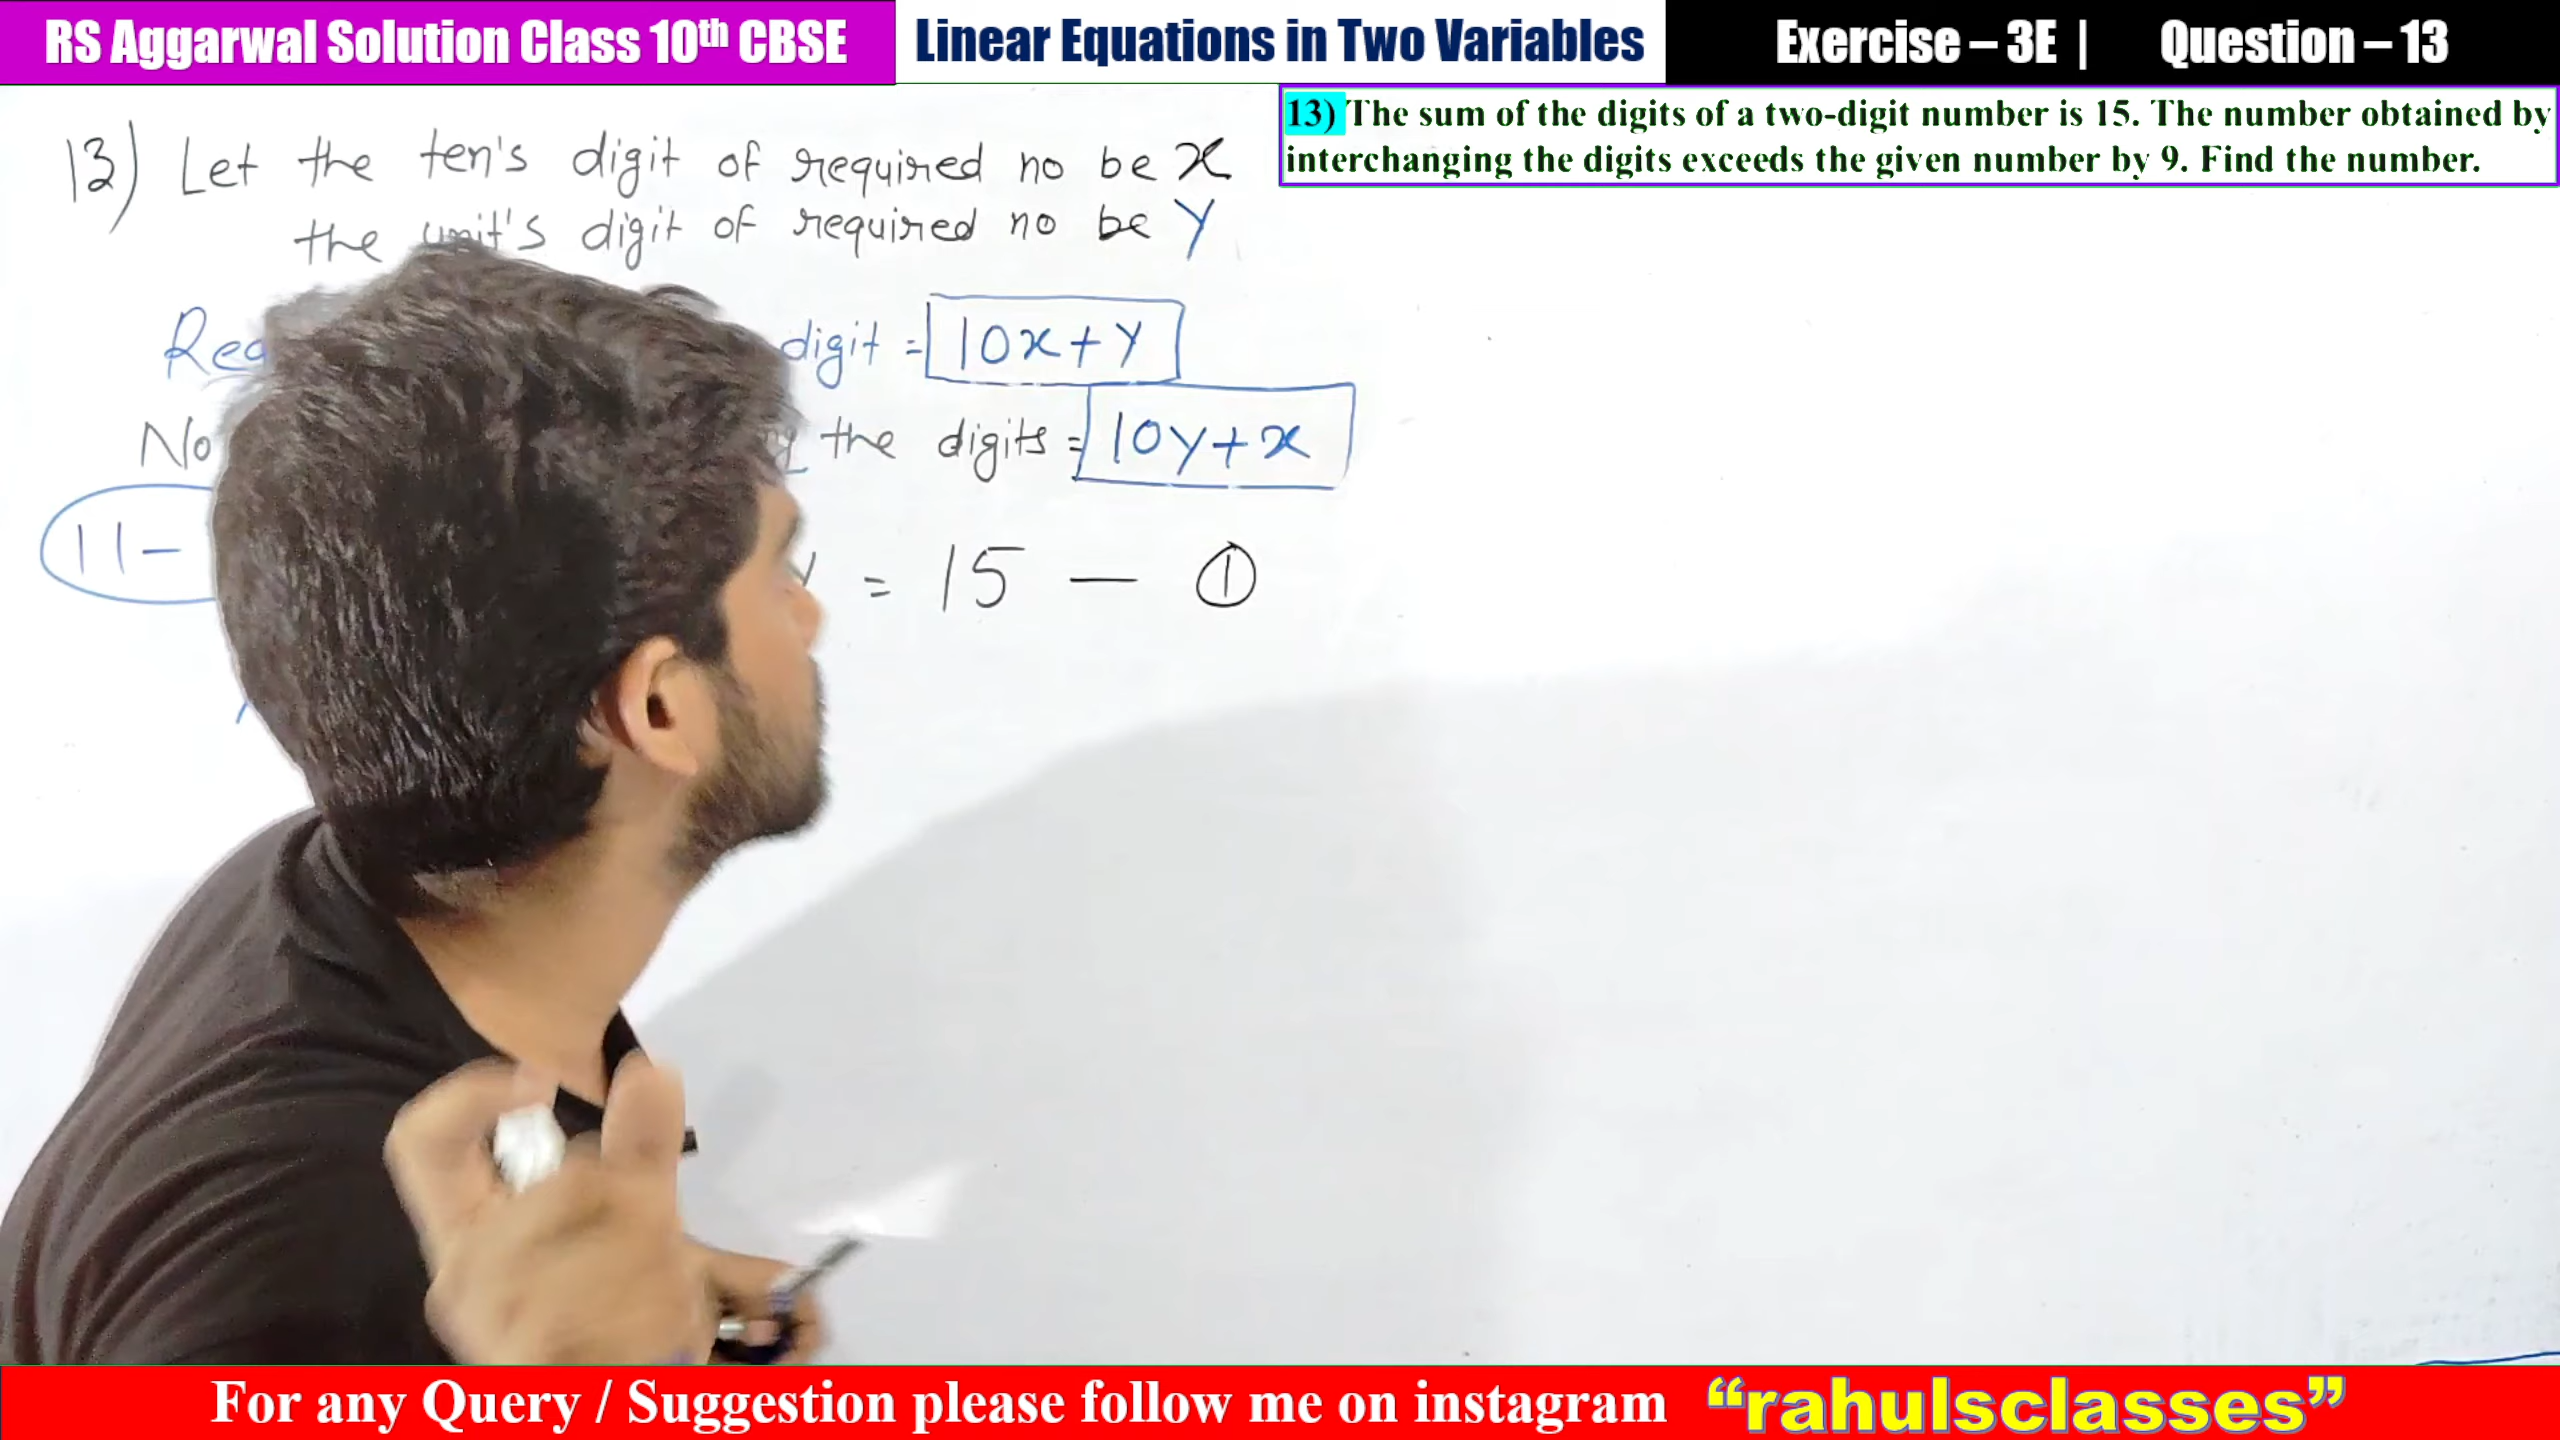 RS Aggarwal Solution Class 10th CBSE
Linear Equations in Two Variables
Exercise – 3E | Question – 13
13) The sum of the digits of a two-digit number is 15. The number obtained by
interchanging the digits exceeds the given number by 9. Find the number.
13) Let the ten's digit of required no be x
the unit's digit of required no be y
digit = 10x+y
No the digits = 10y+x
11-
= 15 — ①
For any Query / Suggestion please follow me on instagram “rahulsclasses”